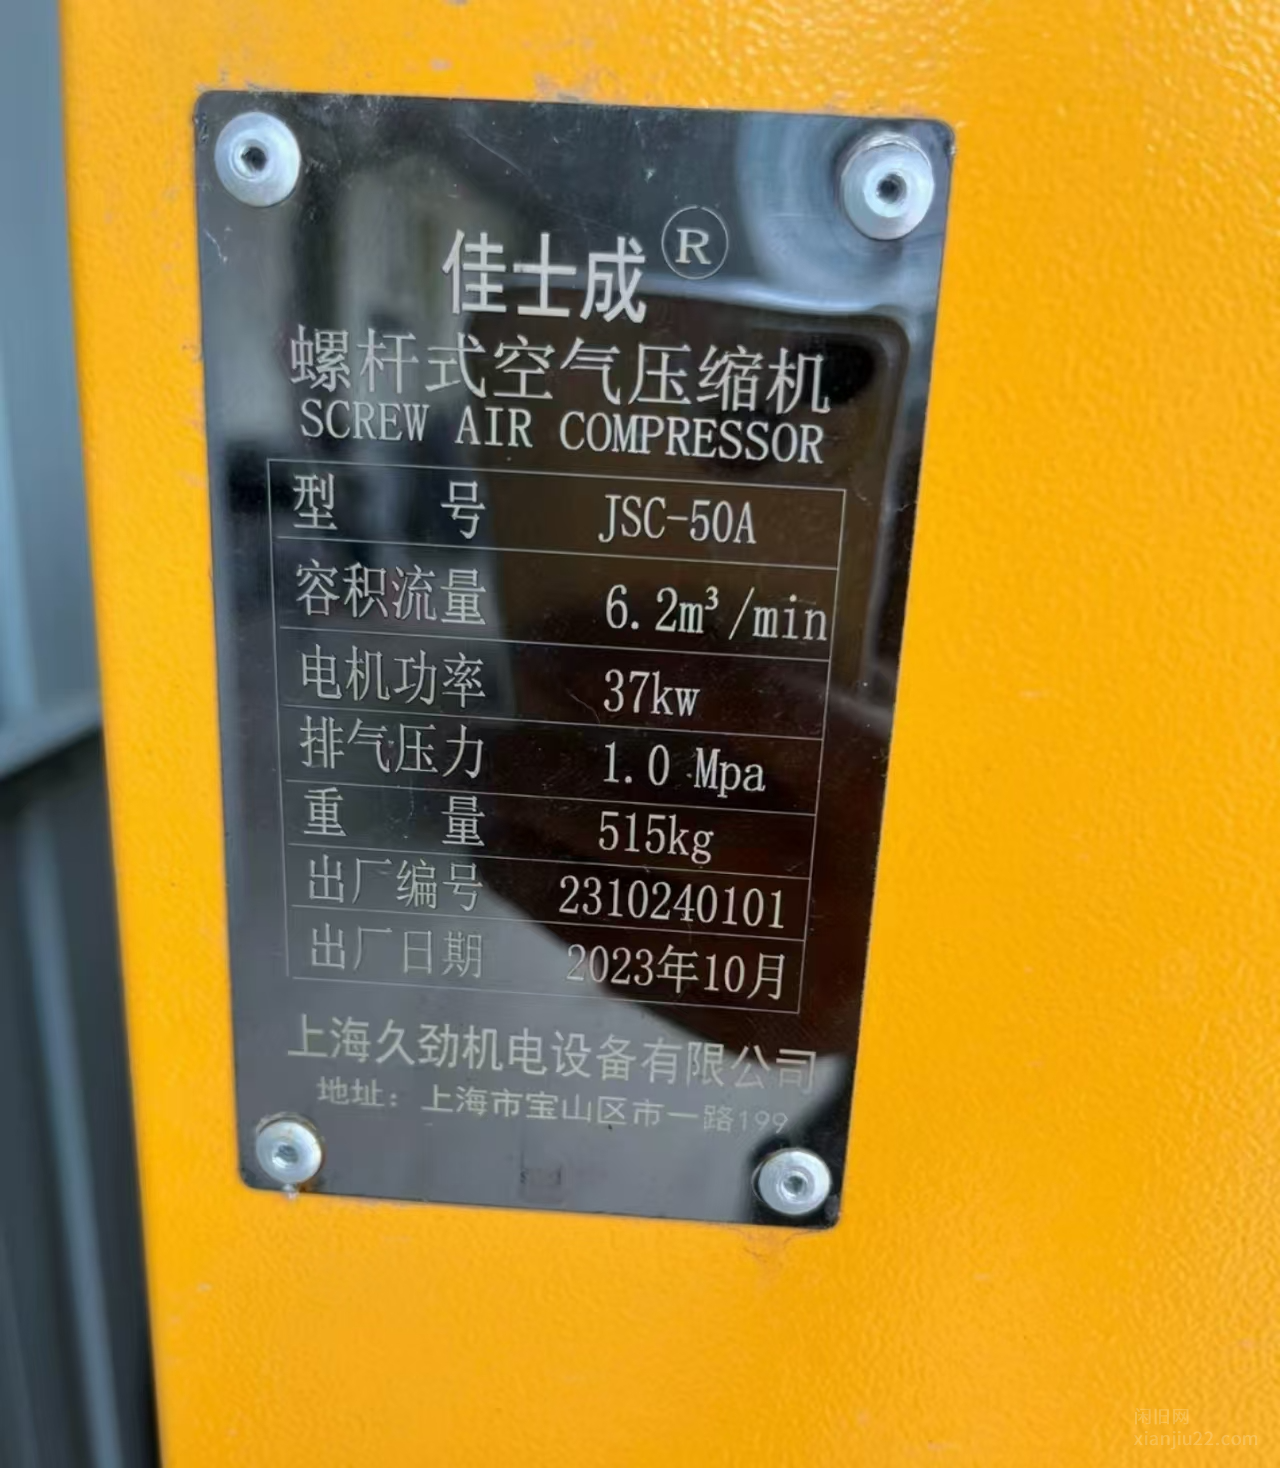 佳士成®
螺杆式空气压缩机
SCREW AIR COMPRESSOR
型 号 JSC-50A
容积流量 6.2m³/min
电机功率 37kw
排气压力 1.0 Mpa
重 量 515kg
出厂编号 2310240101
出厂日期 2023年10月
上海久劲机电设备有限公司
地址：上海市宝山区市一路199
闲旧网
xianjiu22.com